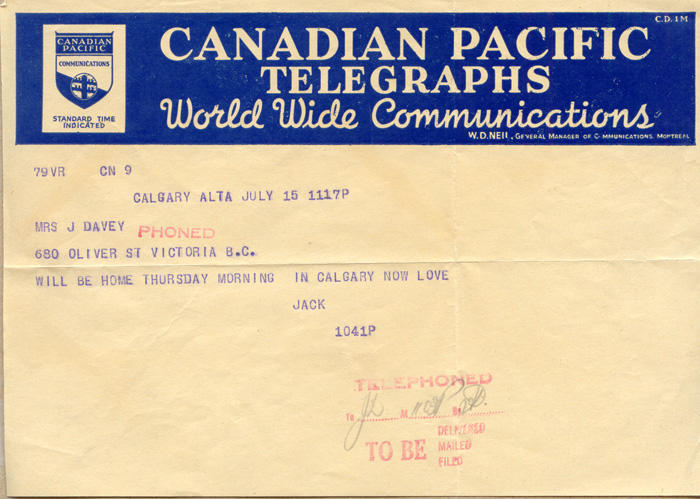 C.D. 1M
CANADIAN
PACIFIC
COMMUNICATIONS
STANDARD TIME
INDICATED
CANADIAN PACIFIC
TELEGRAPHS
World Wide Communications
W.D. NEIL, GENERAL MANAGER OF COMMUNICATIONS, MONTREAL
79VR CN 9
CALGARY ALTA JULY 15 1117P
MRS J DAVEY PHONED
680 OLIVER ST VICTORIA B.C.
WILL BE HOME THURSDAY MORNING IN CALGARY NOW LOVE
JACK
1041P
TELEPHONED
To M By
DELIVERED
TO BE MAILED
FILED